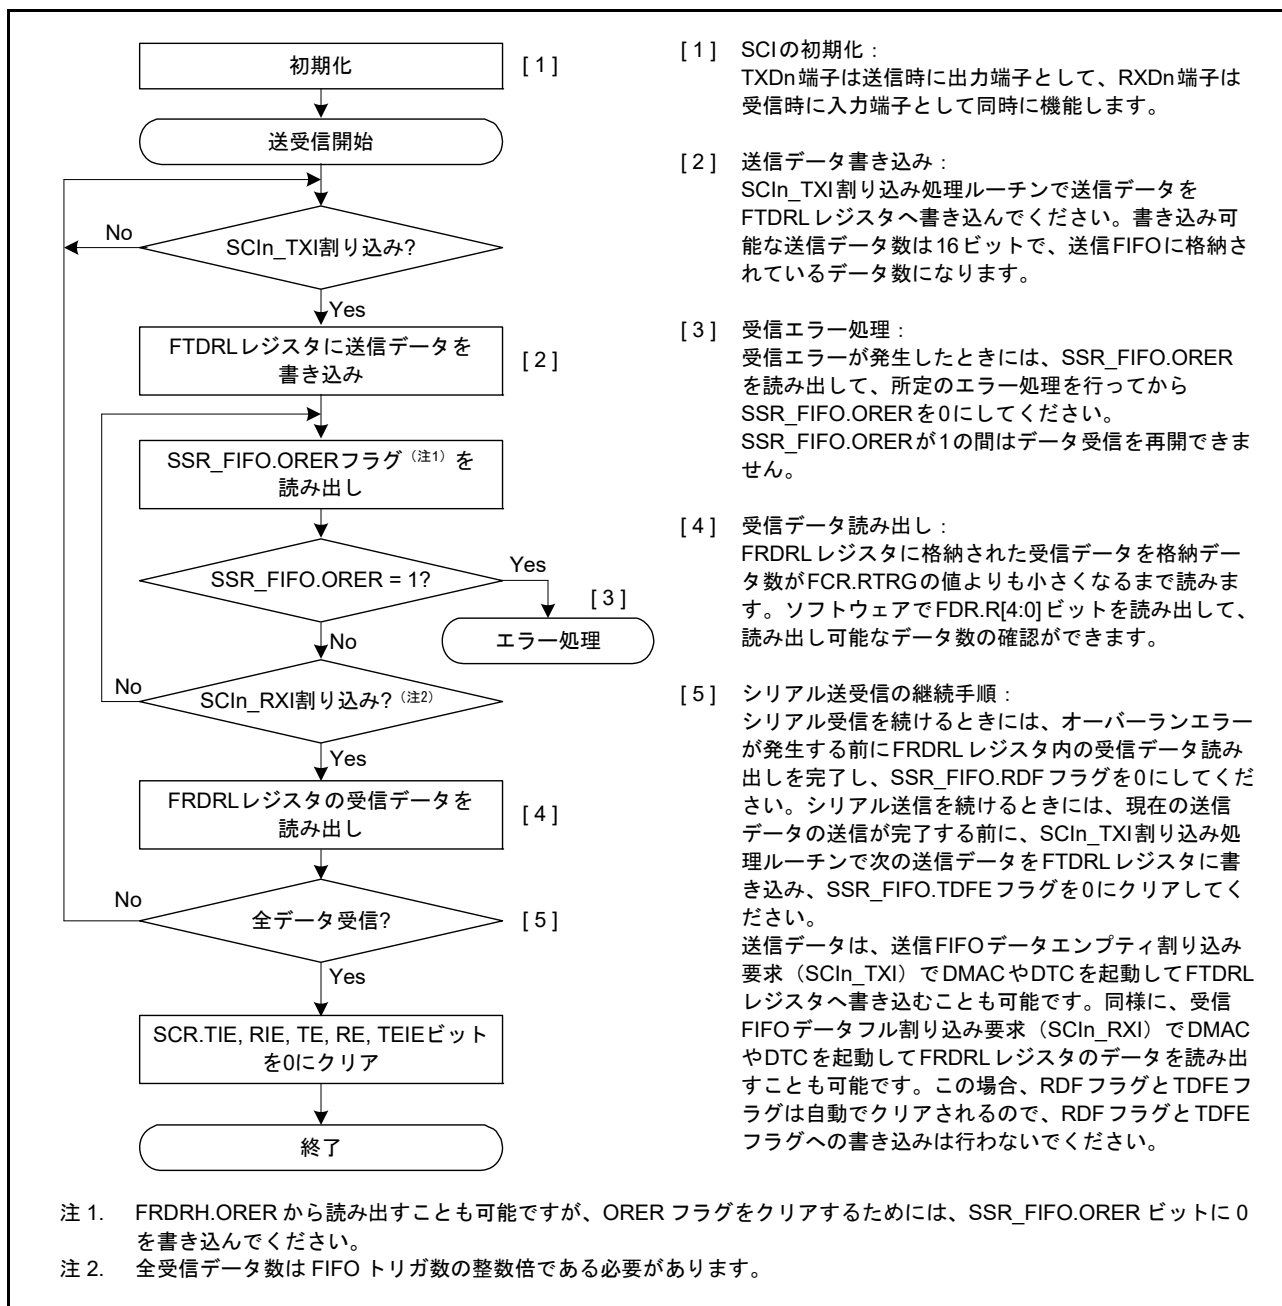 初期化
[ 1 ]
送受信開始
No
SCIn_TXI割り込み?
Yes
FTDRLレジスタに送信データを
書き込み
[ 2 ]
SSR_FIFO.ORERフラグ（注1）を
読み出し
SSR_FIFO.ORER = 1?
Yes
[ 3 ]
エラー処理
No
No
SCIn_RXI割り込み?（注2）
Yes
FRDRLレジスタの受信データを
読み出し
[ 4 ]
No
全データ受信?
[ 5 ]
Yes
SCR.TIE, RIE, TE, RE, TEIEビット
を0にクリア
終了
[ 1 ] SCIの初期化：
TXDn端子は送信時に出力端子として、RXDn端子は
受信時に入力端子として同時に機能します。
[ 2 ] 送信データ書き込み：
SCIn_TXI割り込み処理ルーチンで送信データを
FTDRLレジスタへ書き込んでください。書き込み可
能な送信データ数は16ビットで、送信FIFOに格納さ
れているデータ数になります。
[ 3 ] 受信エラー処理：
受信エラーが発生したときには、SSR_FIFO.ORER
を読み出して、所定のエラー処理を行ってから
SSR_FIFO.ORERを0にしてください。
SSR_FIFO.ORERが1の間はデータ受信を再開できま
せん。
[ 4 ] 受信データ読み出し：
FRDRLレジスタに格納された受信データを格納デー
タ数がFCR.RTRGの値よりも小さくなるまで読みま
す。ソフトウェアでFDR.R[4:0]ビットを読み出して、
読み出し可能なデータ数の確認ができます。
[ 5 ] シリアル送受信の継続手順：
シリアル受信を続けるときには、オーバーランエラー
が発生する前にFRDRLレジスタ内の受信データ読み
出しを完了し、SSR_FIFO.RDFフラグを0にしてくだ
さい。シリアル送信を続けるときには、現在の送信
データの送信が完了する前に、SCIn_TXI割り込み処
理ルーチンで次の送信データをFTDRLレジスタに書
き込み、SSR_FIFO.TDFEフラグを0にクリアしてく
ださい。
送信データは、送信FIFOデータエンプティ割り込み
要求（SCIn_TXI）でDMACやDTCを起動してFTDRL
レジスタへ書き込むことも可能です。同様に、受信
FIFOデータフル割り込み要求（SCIn_RXI）でDMAC
やDTCを起動してFRDRLレジスタのデータを読み出
すことも可能です。この場合、RDFフラグとTDFEフ
ラグは自動でクリアされるので、RDFフラグとTDFE
フラグへの書き込みは行わないでください。
注 1. FRDRH.ORER から読み出すことも可能ですが、ORER フラグをクリアするためには、SSR_FIFO.ORER ビットに 0
を書き込んでください。
注 2. 全受信データ数は FIFO トリガ数の整数倍である必要があります。